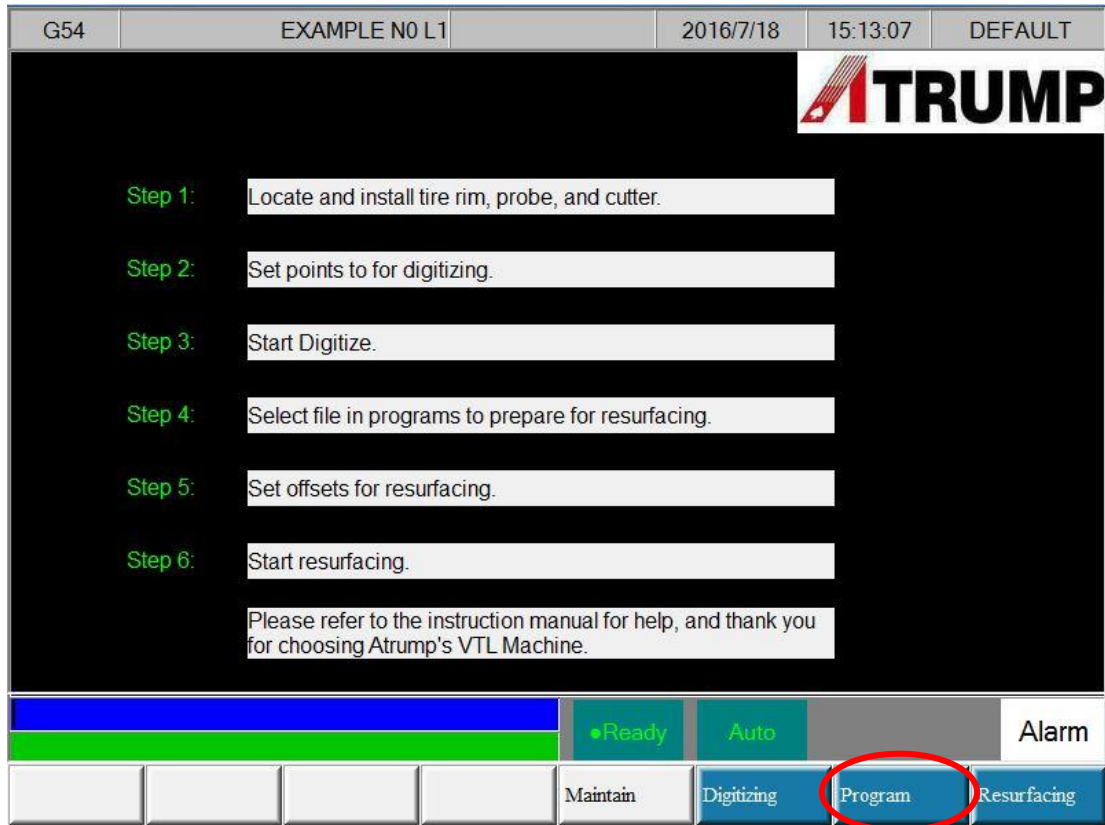 G54 EXAMPLE N0 L1 2016/7/18 15:13:07 DEFAULT
ATRUMP
Step 1: Locate and install tire rim, probe, and cutter.
Step 2: Set points to for digitizing.
Step 3: Start Digitize.
Step 4: Select file in programs to prepare for resurfacing.
Step 5: Set offsets for resurfacing.
Step 6: Start resurfacing.
Please refer to the instruction manual for help, and thank you
for choosing Atrump's VTL Machine.
●Ready Auto Alarm
Maintain Digitizing Program Resurfacing